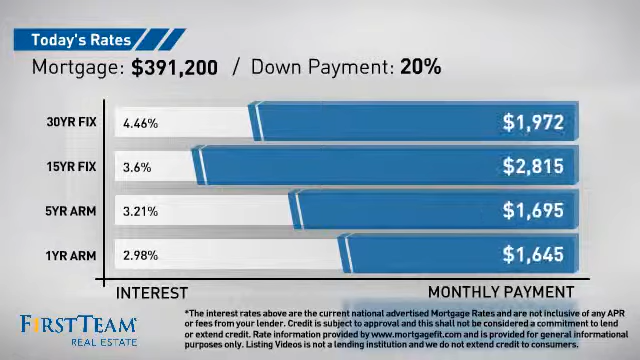 Today's Rates
Mortgage: $391,200 / Down Payment: 20%
30YR FIX 4.46% $1,972
15YR FIX 3.6% $2,815
5YR ARM 3.21% $1,695
1YR ARM 2.98% $1,645
INTEREST MONTHLY PAYMENT
FIRSTTEAM®
REAL ESTATE
*The interest rates above are the current national advertised Mortgage Rates and are not inclusive of any APR
or fees from your lender. Credit is subject to approval and this shall not be considered a commitment to lend
or extend credit. Rate information provided by www.mortgagefit.com and is provided for general informational
purposes only. Listing Videos is not a lending institution and we do not extend credit to consumers.